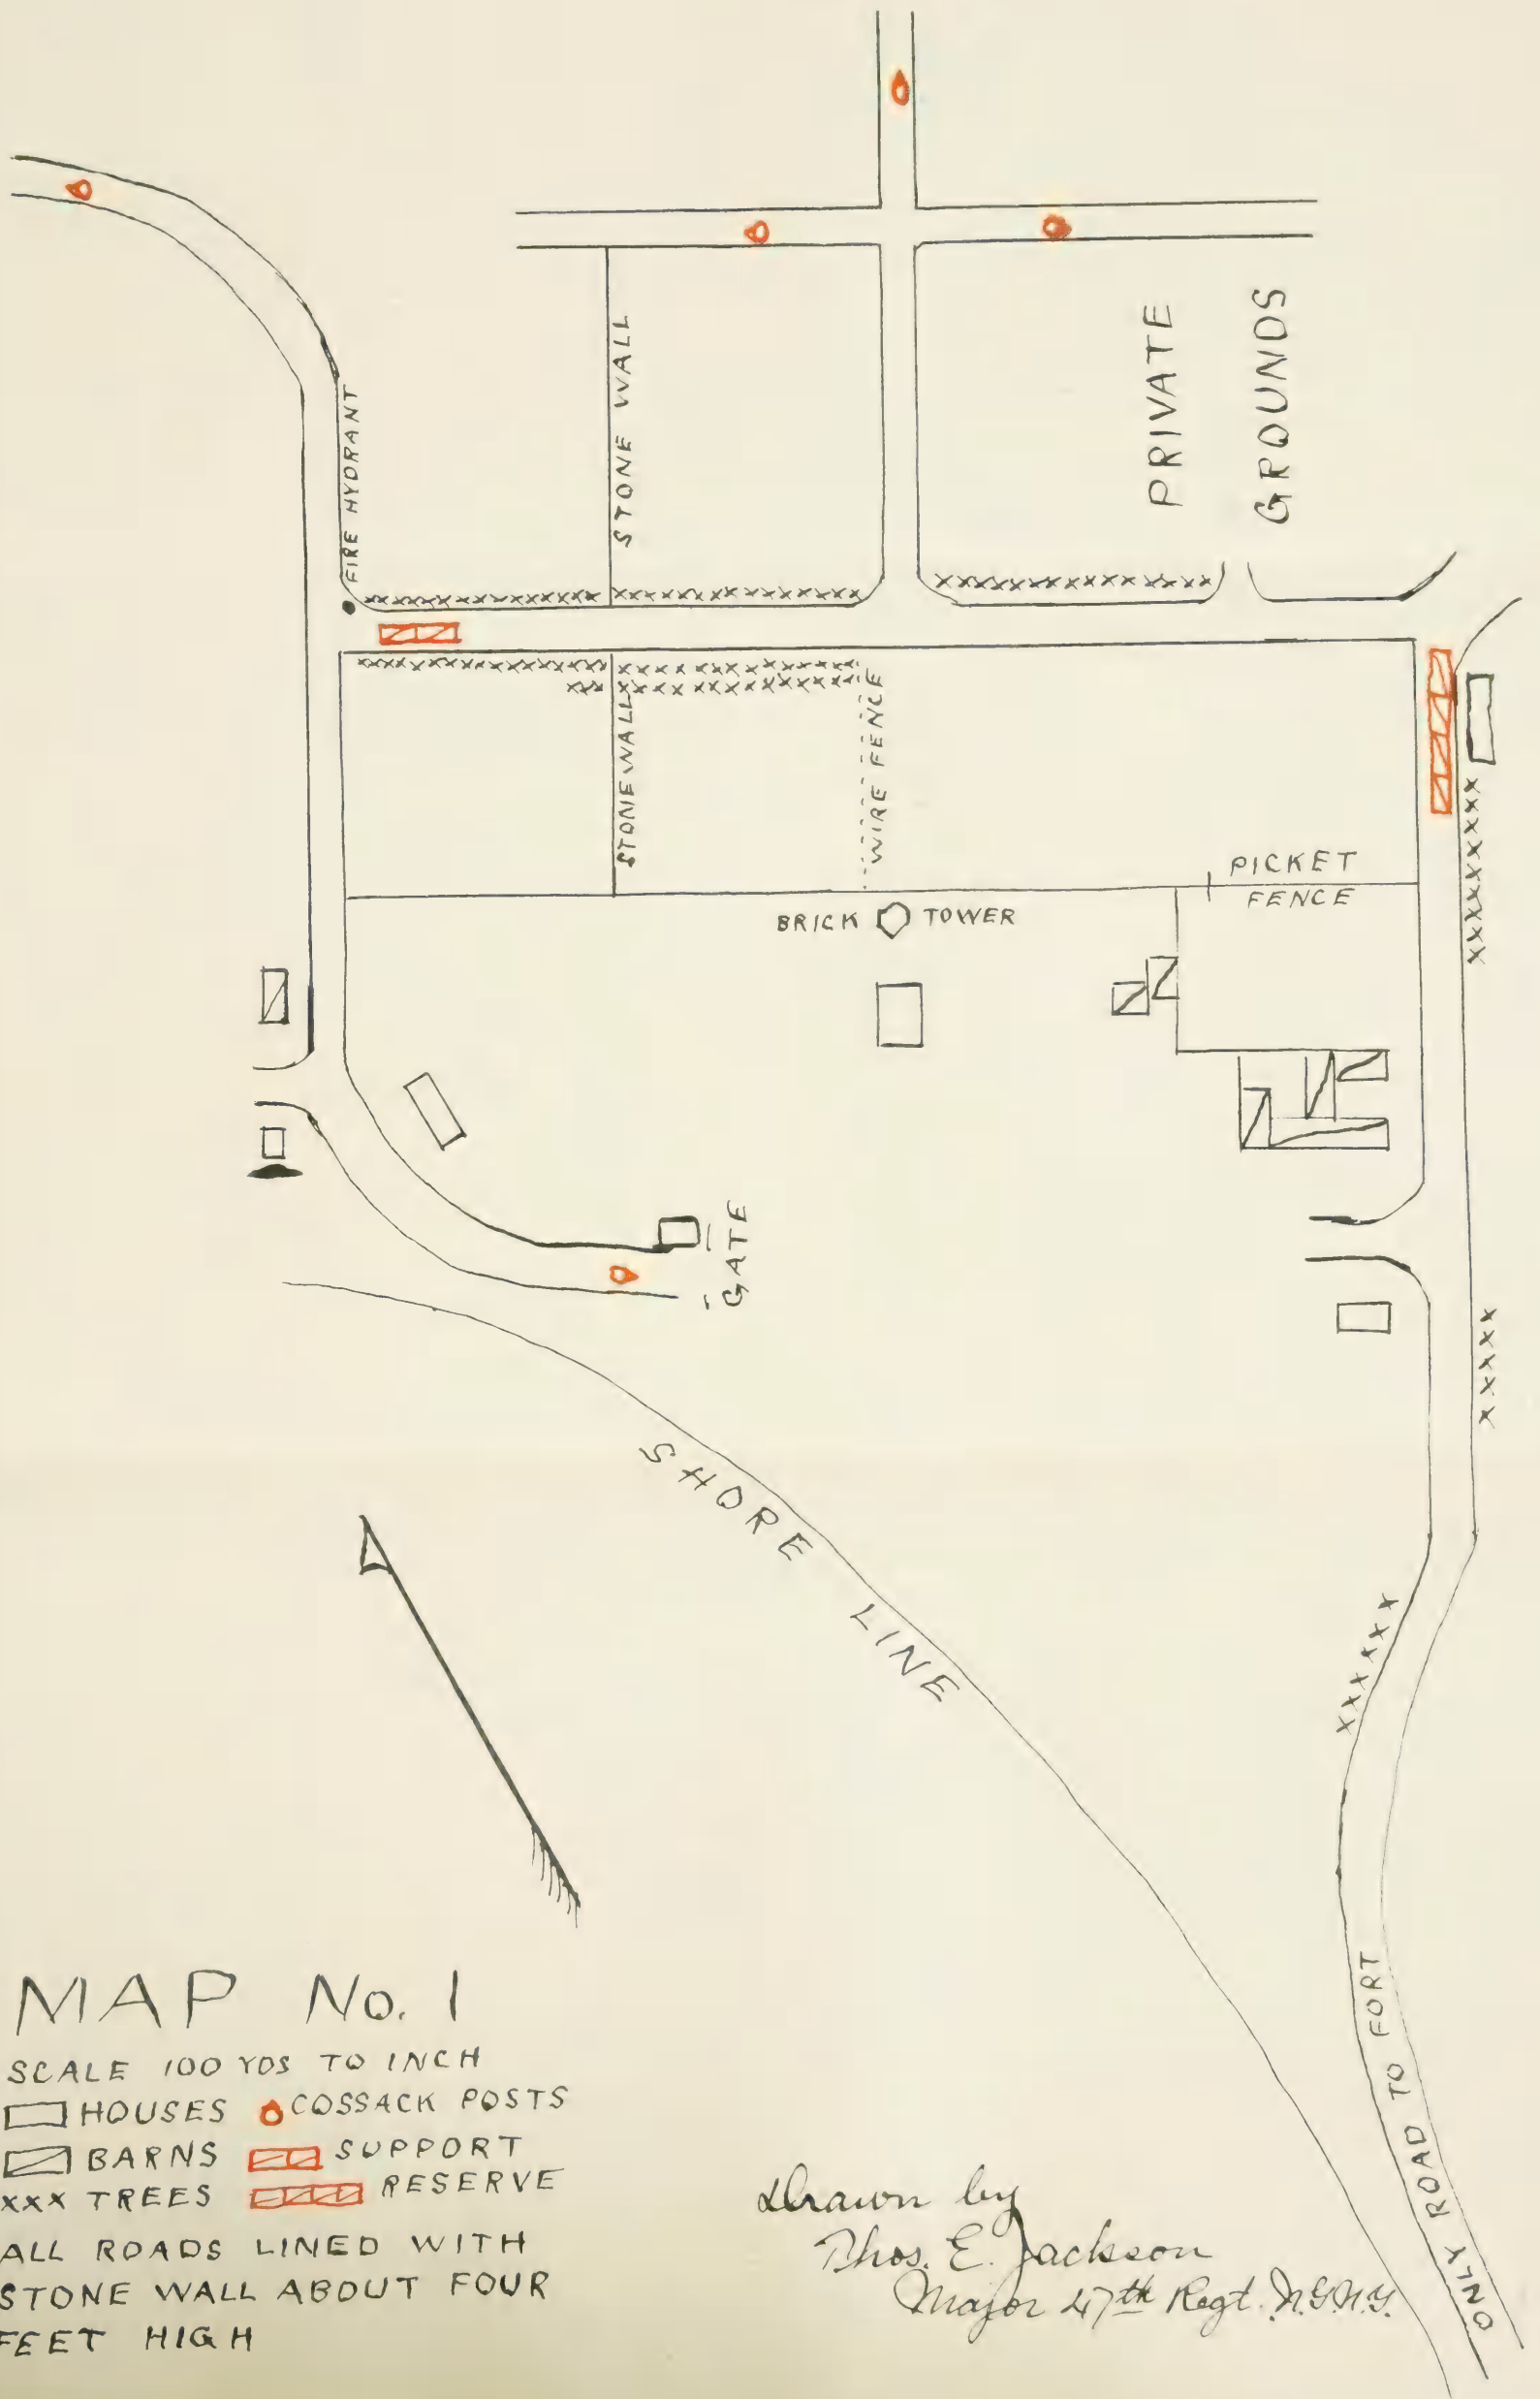 FIRE HYDRANT
STONE WALL
PRIVATE
GROUNDS
STONE WALL
WIRE FENCE
PICKET
FENCE
BRICK TOWER
GATE
SHORE
LINE
ONLY ROAD TO FORT
MAP No. 1
SCALE 100 YDS TO INCH
HOUSES COSSACK POSTS
BARNS SUPPORT
XXX TREES RESERVE
ALL ROADS LINED WITH
STONE WALL ABOUT FOUR
FEET HIGH
Drawn by
Thos. E. Jackson
Major 47th Regt. N.G.N.Y.